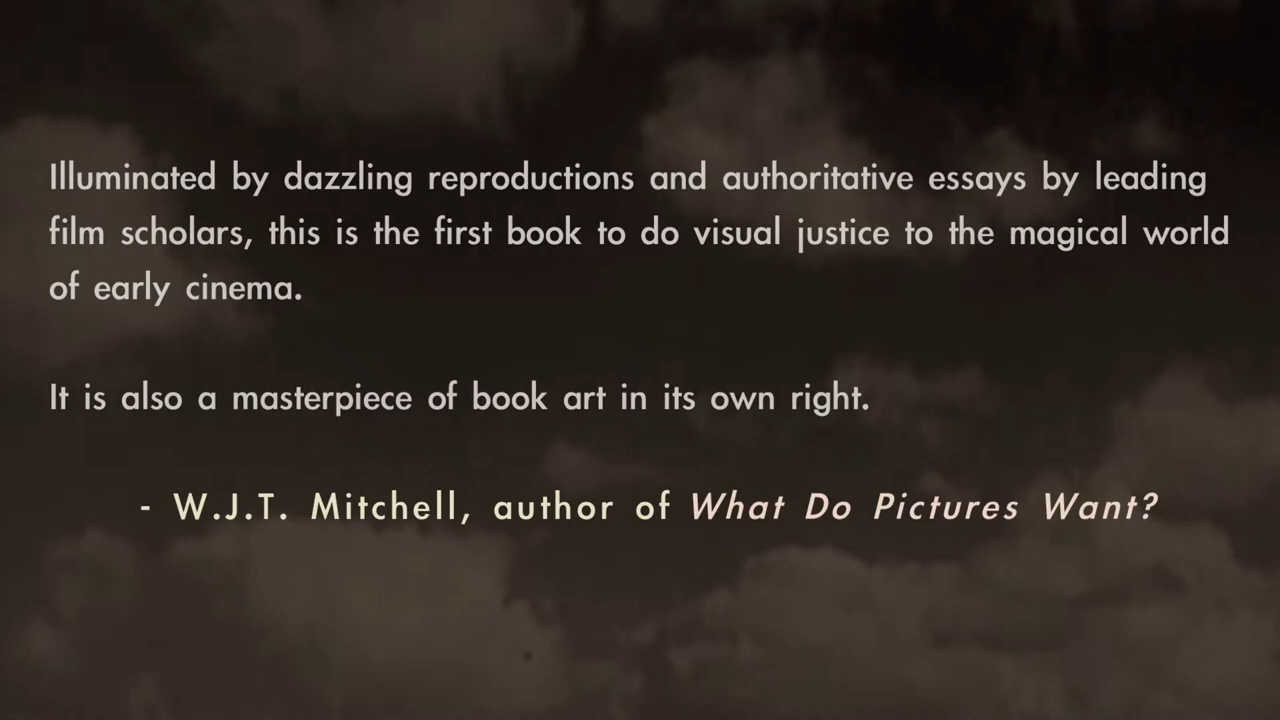 Illuminated by dazzling reproductions and authoritative essays by leading
film scholars, this is the first book to do visual justice to the magical world
of early cinema.
It is also a masterpiece of book art in its own right.
- W.J.T. Mitchell, author of What Do Pictures Want?